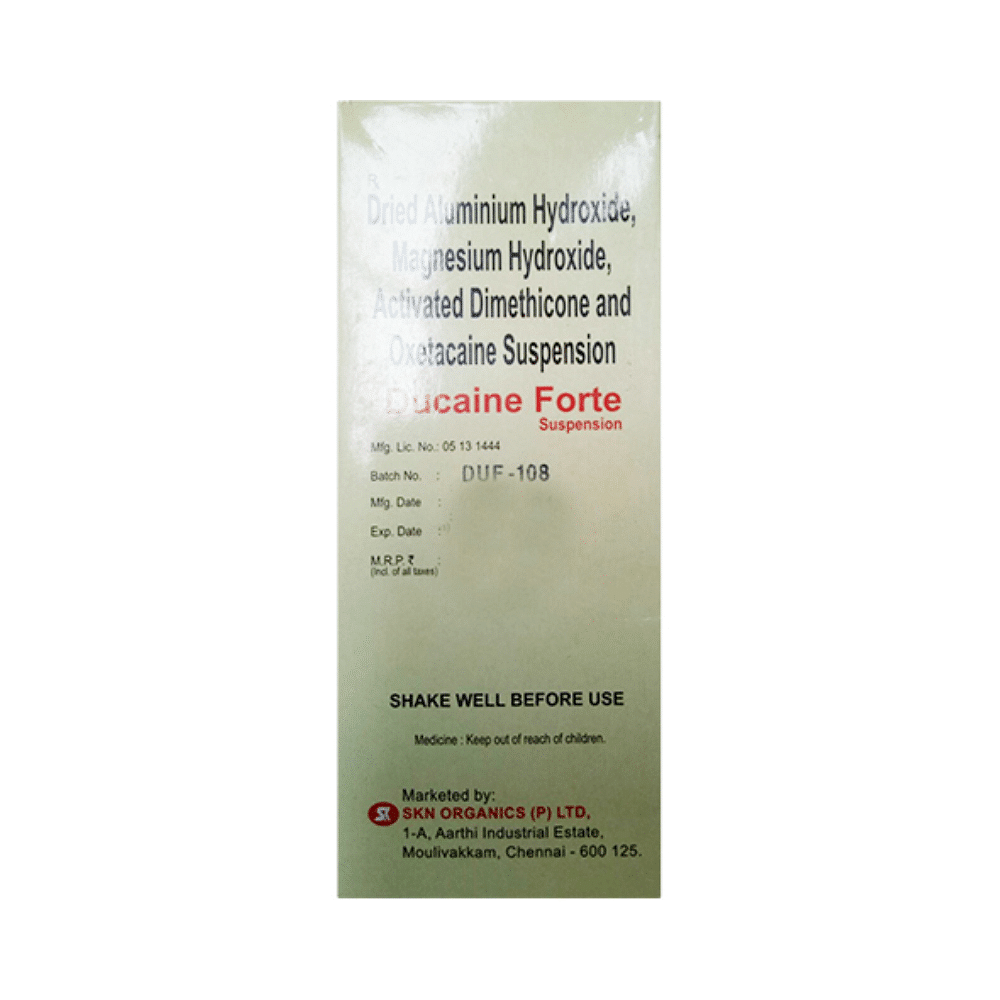 Rx
Dried Aluminium Hydroxide,
Magnesium Hydroxide,
Activated Dimethicone and
Oxetacaine Suspension
Ducaine Forte
Suspension
Mfg. Lic. No.: 05 13 1444
Batch No. : DUF-108
Mfg. Date :
Exp. Date :
M.R.P. ₹ :
(Incl. of all taxes)
SHAKE WELL BEFORE USE
Medicine : Keep out of reach of children.
Marketed by:
SKN ORGANICS (P) LTD,
1-A, Aarthi Industrial Estate,
Moulivakkam, Chennai - 600 125.